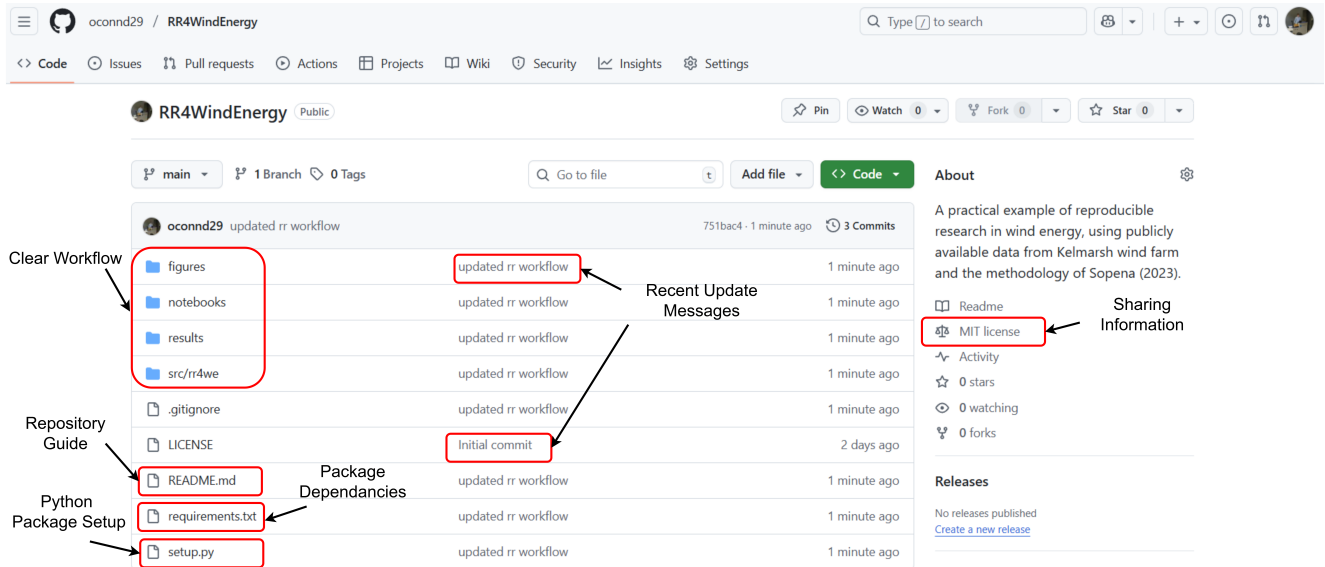 oconnd29 / RR4WindEnergy
Type / to search
Code Issues Pull requests Actions Projects Wiki Security Insights Settings
RR4WindEnergy Public
Pin Watch 0 Fork 0 Star 0
main 1 Branch 0 Tags
Go to file t Add file Code
oconnd29 updated rr workflow 751bac4 · 1 minute ago 3 Commits
figures updated rr workflow 1 minute ago
notebooks updated rr workflow 1 minute ago
results updated rr workflow 1 minute ago
src/rr4we updated rr workflow 1 minute ago
.gitignore updated rr workflow 1 minute ago
LICENSE Initial commit 2 days ago
README.md updated rr workflow 1 minute ago
requirements.txt updated rr workflow 1 minute ago
setup.py updated rr workflow 1 minute ago
Clear Workflow
Recent Update
Messages
Repository
Guide
Package
Dependancies
Python
Package Setup
About
A practical example of reproducible
research in wind energy, using publicly
available data from Kelmarsh wind farm
and the methodology of Sopena (2023).
Readme
MIT license
Activity
0 stars
0 watching
0 forks
Sharing
Information
Releases
No releases published
Create a new release